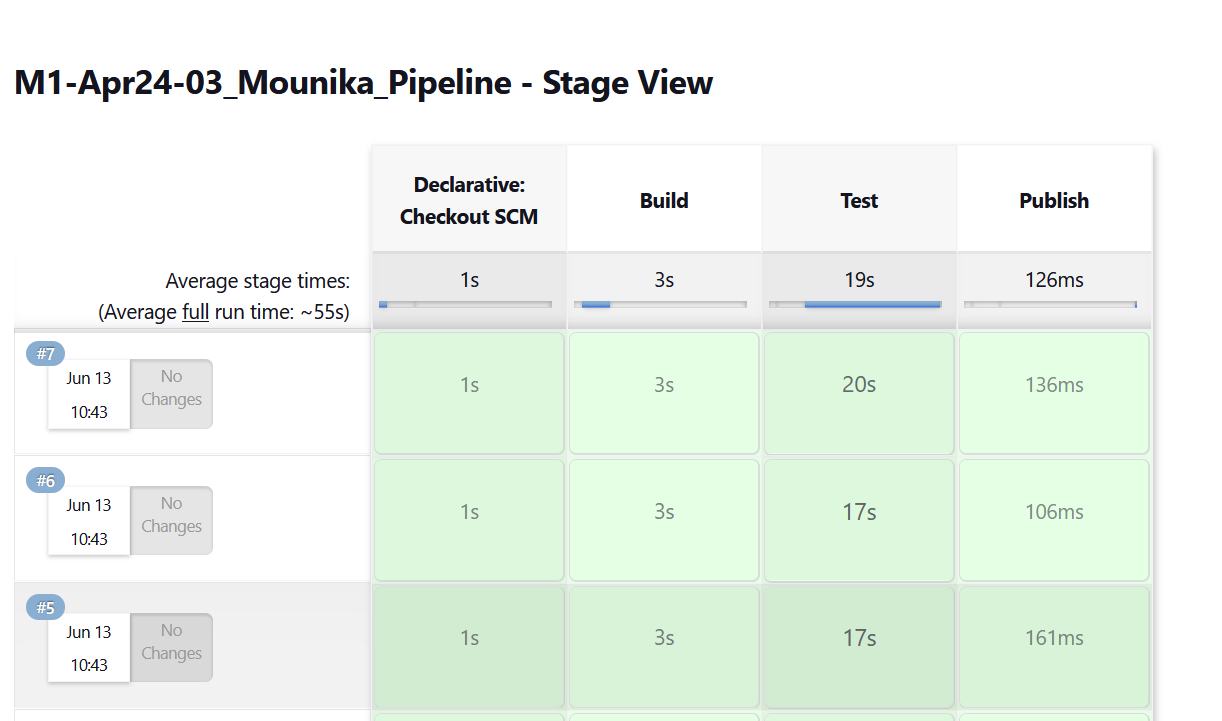 M1-Apr24-03_Mounika_Pipeline - Stage View
Declarative:
Checkout SCM
Build
Test
Publish
Average stage times:
(Average full run time: ~55s)
1s
3s
19s
126ms
#7
Jun 13
10:43
No
Changes
1s
3s
20s
136ms
#6
Jun 13
10:43
No
Changes
1s
3s
17s
106ms
#5
Jun 13
10:43
No
Changes
1s
3s
17s
161ms